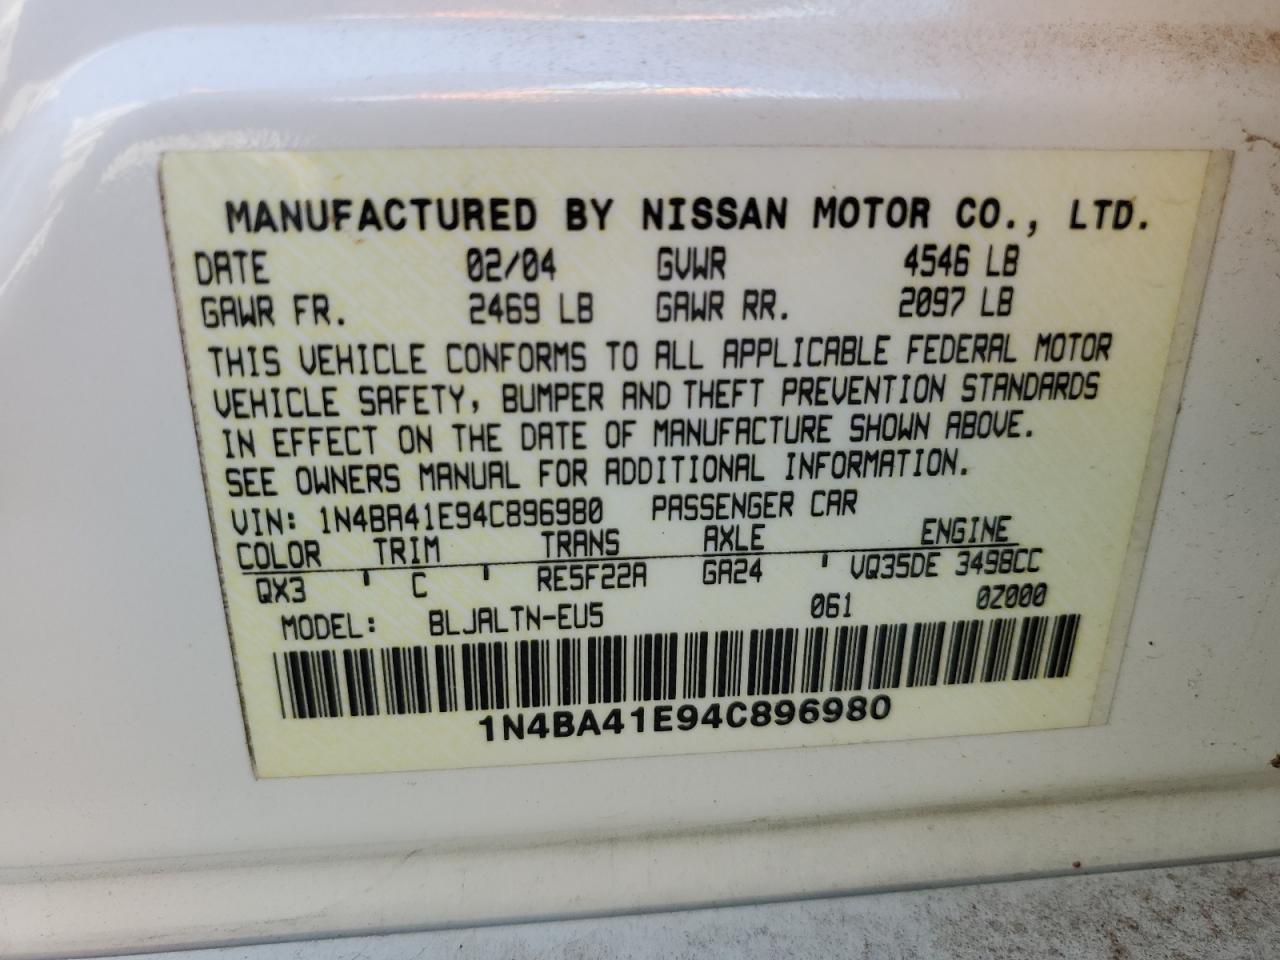 MANUFACTURED BY NISSAN MOTOR CO., LTD.
DATE 02/04 GVWR 4546 LB
GAWR FR. 2469 LB GAWR RR. 2097 LB
THIS VEHICLE CONFORMS TO ALL APPLICABLE FEDERAL MOTOR
VEHICLE SAFETY, BUMPER AND THEFT PREVENTION STANDARDS
IN EFFECT ON THE DATE OF MANUFACTURE SHOWN ABOVE.
SEE OWNERS MANUAL FOR ADDITIONAL INFORMATION.
VIN: 1N4BA41E94C896980 PASSENGER CAR
COLOR TRIM TRANS AXLE ENGINE
QX3 ' C ' RE5F22A GA24 ' VQ35DE 3498CC
MODEL: BLJALTN-EU5 061 0Z000
1N4BA41E94C896980